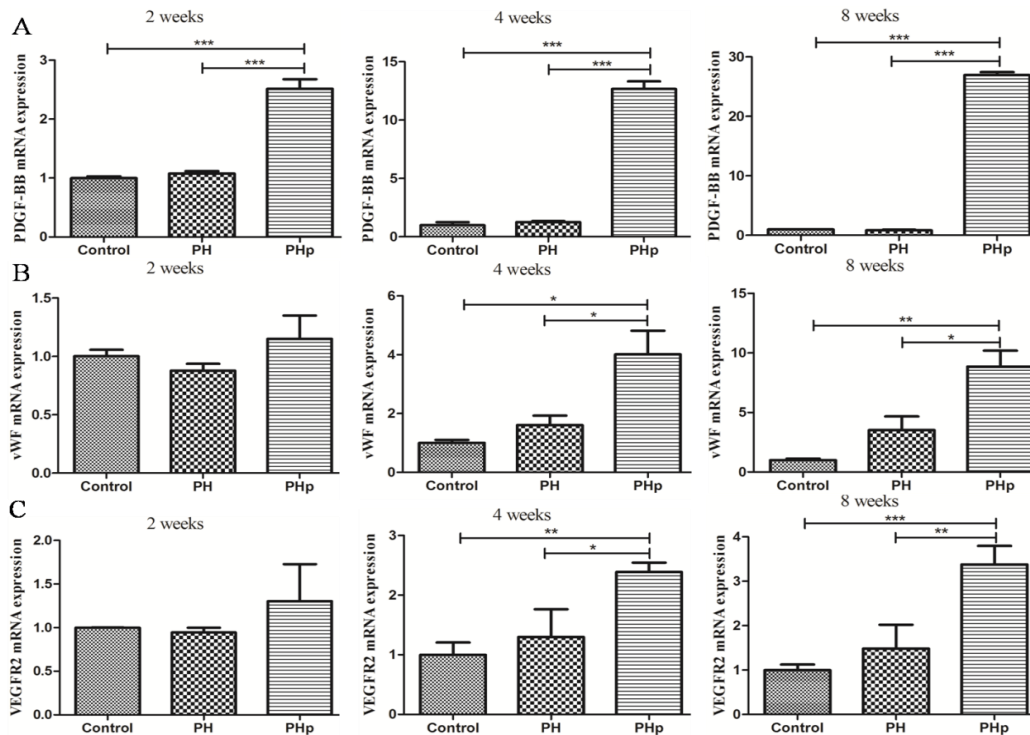 A
2 weeks
***
***
PDGF-BB mRNA expression
3
2
1
0
Control PH PHp
4 weeks
***
***
PDGF-BB mRNA expression
15
10
5
0
Control PH PHp
8 weeks
***
***
PDGF-BB mRNA expression
30
20
10
0
Control PH PHp
B
2 weeks
vWF mRNA expression
1.5
1.0
0.5
0.0
Control PH PHp
4 weeks
*
*
vWF mRNA expression
6
4
2
0
Control PH PHp
8 weeks
**
*
vWF mRNA expression
15
10
5
0
Control PH PHp
C
2 weeks
VEGFR2 mRNA expression
2.0
1.5
1.0
0.5
0.0
Control PH PHp
4 weeks
**
*
VEGFR2 mRNA expression
3
2
1
0
Control PH PHp
8 weeks
***
**
VEGFR2 mRNA expression
4
3
2
1
0
Control PH PHp